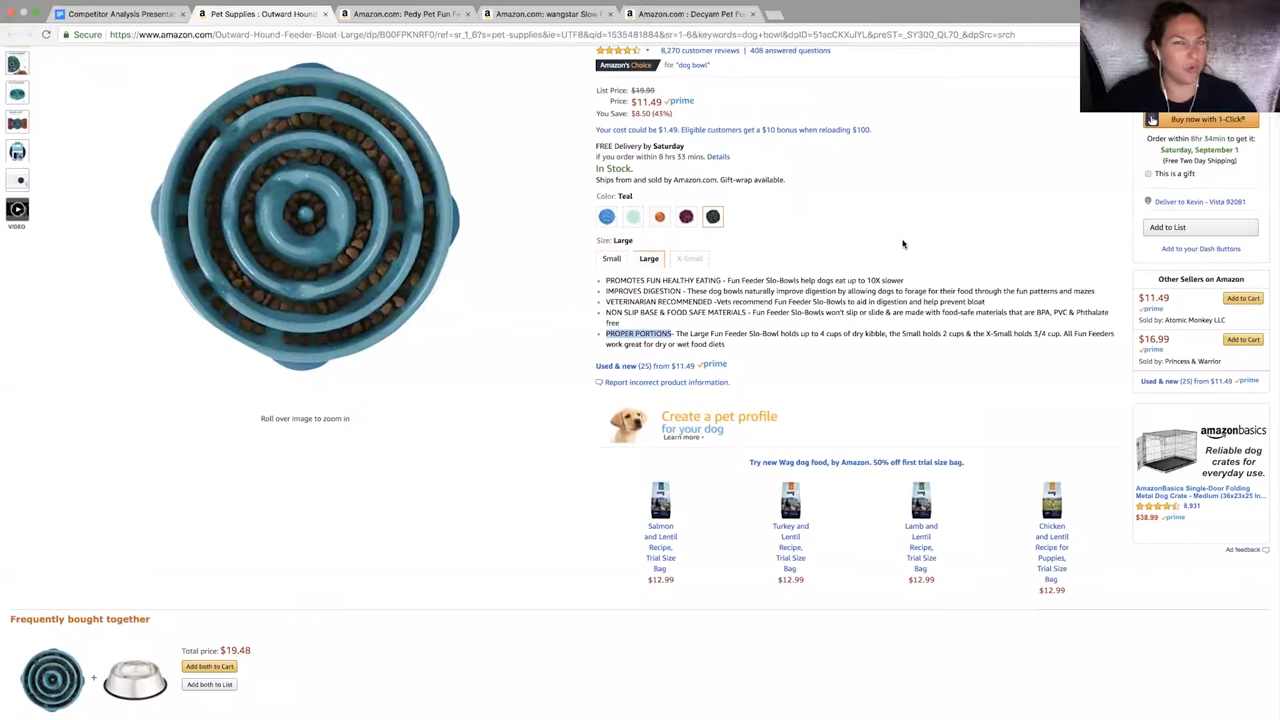 Competitor Analysis Presentat
Pet Supplies : Outward Hound
Amazon.com: Pedy Pet Fun Fe
Amazon.com: wangstar Slow F
Amazon.com : Decyam Pet Fu
Secure
https://www.amazon.com/Outward-Hound-Feeder-Bloat-Large/dp/B00FPKNRF0/ref=sr_1_6?s=pet-supplies&ie=UTF8&qid=1535481884&sr=1-6&keywords=dog+bowl&dpID=51acCKXulYL&preST=_SY300_QL70_&dpSrc=srch
VIDEO
Roll over image to zoom in
8,270 customer reviews | 408 answered questions
Amazon's Choice for "dog bowl"
List Price: $19.99
Price: $11.49 prime
You Save: $8.50 (43%)
Your cost could be $1.49. Eligible customers get a $10 bonus when reloading $100.
FREE Delivery by Saturday
if you order within 8 hrs 33 mins. Details
In Stock.
Ships from and sold by Amazon.com. Gift-wrap available.
Color: Teal
Size: Large
Small Large X-Small
• PROMOTES FUN HEALTHY EATING - Fun Feeder Slo-Bowls help dogs eat up to 10X slower
• IMPROVES DIGESTION - These dog bowls naturally improve digestion by allowing dogs to forage for their food through the fun patterns and mazes
• VETERINARIAN RECOMMENDED -Vets recommend Fun Feeder Slo-Bowls to aid in digestion and help prevent bloat
• NON SLIP BASE & FOOD SAFE MATERIALS - Fun Feeder Slo-Bowls won't slip or slide & are made with food-safe materials that are BPA, PVC & Phthalate
free
• PROPER PORTIONS- The Large Fun Feeder Slo-Bowl holds up to 4 cups of dry kibble, the Small holds 2 cups & the X-Small holds 3/4 cup. All Fun Feeders
work great for dry or wet food diets
Used & new (25) from $11.49 prime
Report incorrect product information.
Create a pet profile
for your dog
Learn more ›
Try new Wag dog food, by Amazon. 50% off first trial size bag.
Salmon
and Lentil
Recipe,
Trial Size
Bag
$12.99
Turkey and
Lentil
Recipe,
Trial Size
Bag
$12.99
Lamb and
Lentil
Recipe,
Trial Size
Bag
$12.99
Chicken
and Lentil
Recipe for
Puppies,
Trial Size
Bag
$12.99
Buy now with 1-Click®
Order within 8hr 34min to get it:
Saturday, September 1
(Free Two Day Shipping)
This is a gift
Deliver to Kevin - Vista 92081
Add to List
Add to your Dash Buttons
Other Sellers on Amazon
$11.49 Add to Cart
prime
Sold by: Atomic Monkey LLC
$16.99 Add to Cart
prime
Sold by: Princess & Warrior
Used & new (25) from $11.49 prime
amazonbasics
Reliable dog
crates for
everyday use.
AmazonBasics Single-Door Folding
Metal Dog Crate - Medium (36x23x25 In...
8,931
$38.99 prime
Ad feedback
Frequently bought together
+
Total price: $19.48
Add both to Cart
Add both to List